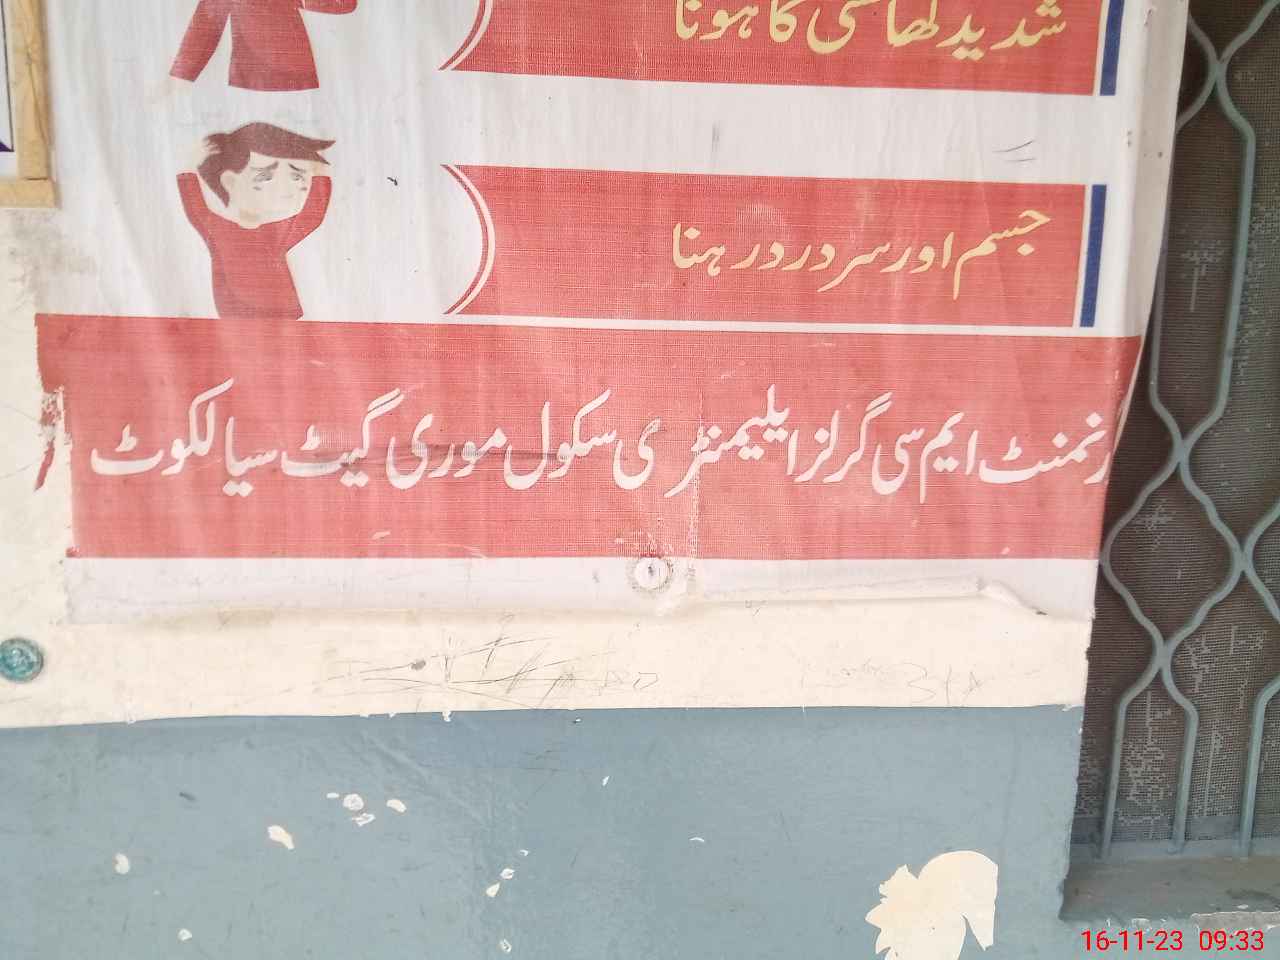 شدید کھانسی کا ہونا
جسم اور سر درد رہنا
رنمنٹ ایم سی گرلز ایلیمنٹری سکول موری گیٹ سیالکوٹ
16-11-23 09:33